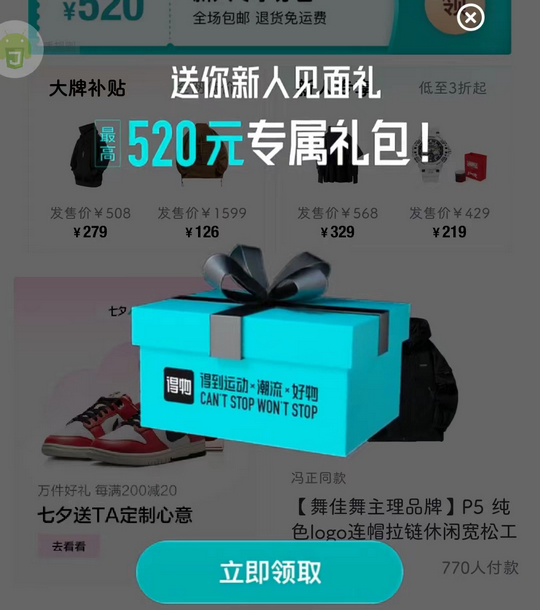 ¥520
全场包邮 退货免运费
大牌补贴
低至3折起
送你新人见面礼
最高520元专属礼包!
发售价¥508
发售价¥1599
发售价¥568
发售价¥429
¥279
¥126
¥329
¥219
七夕
得物
得到运动×潮流×好物
CAN'T STOP WON'T STOP
万件好礼 每满200减20
七夕送TA定制心意
去看看
冯正同款
【舞佳舞主理品牌】P5 纯
色logo连帽拉链休闲宽松工
770人付款
立即领取